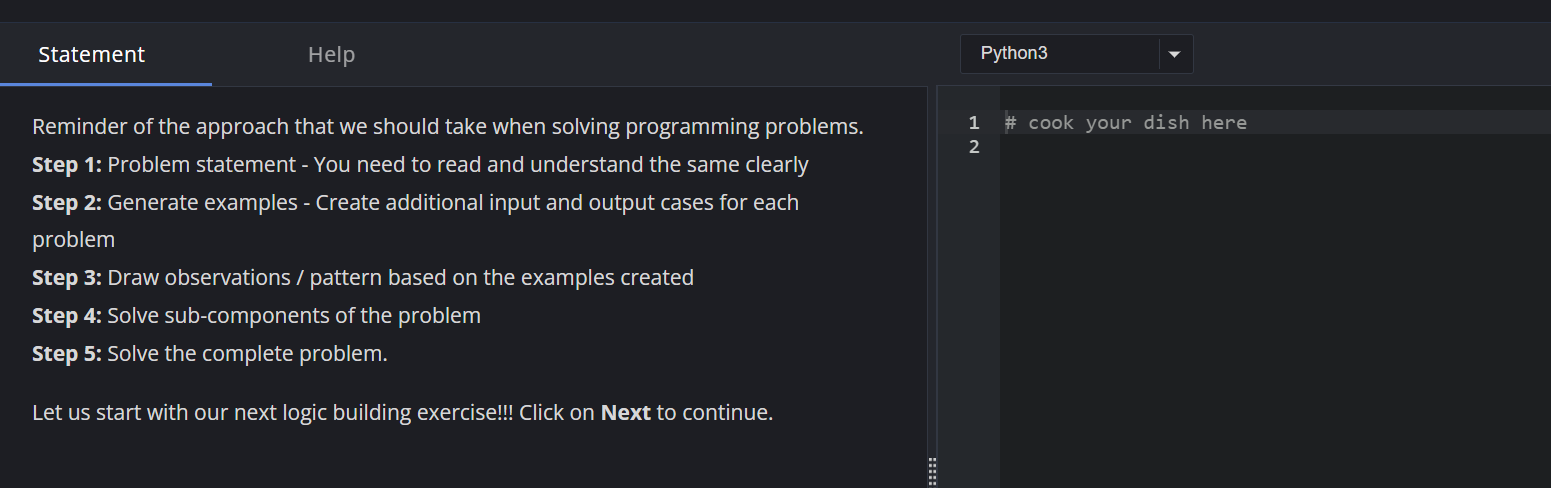 Statement
Help
Reminder of the approach that we should take when solving programming problems.
Step 1: Problem statement - You need to read and understand the same clearly
Step 2: Generate examples - Create additional input and output cases for each
problem
Step 3: Draw observations / pattern based on the examples created
Step 4: Solve sub-components of the problem
Step 5: Solve the complete problem.
Let us start with our next logic building exercise!!! Click on Next to continue.
Python3
1 # cook your dish here
2